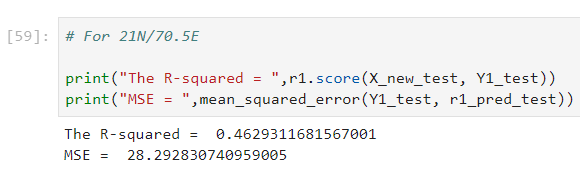 [59]: # For 21N/70.5E
print("The R-squared = ",r1.score(X_new_test, Y1_test))
print("MSE = ",mean_squared_error(Y1_test, r1_pred_test))
The R-squared =  0.4629311681567001
MSE =  28.292830740959005